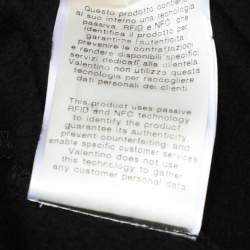 Questo prodotto contiene
al suo interno una tecnologia
passiva RFID e NFC che
identifica il prodotto per
garantirne l'autenticità
prevenire le contraffazioni
e rendere disponibili specifici
servizi dedicati alla clientela
Valentino non utilizza questa
tecnologia per raccogliere
dati personali dei clienti
This product uses passive
RFID and NFC technology
to identify the product
guarantee its authenticity
prevent counterfeiting and
enable specific customer services
Valentino does not use
this technology to gather
any customer personal data